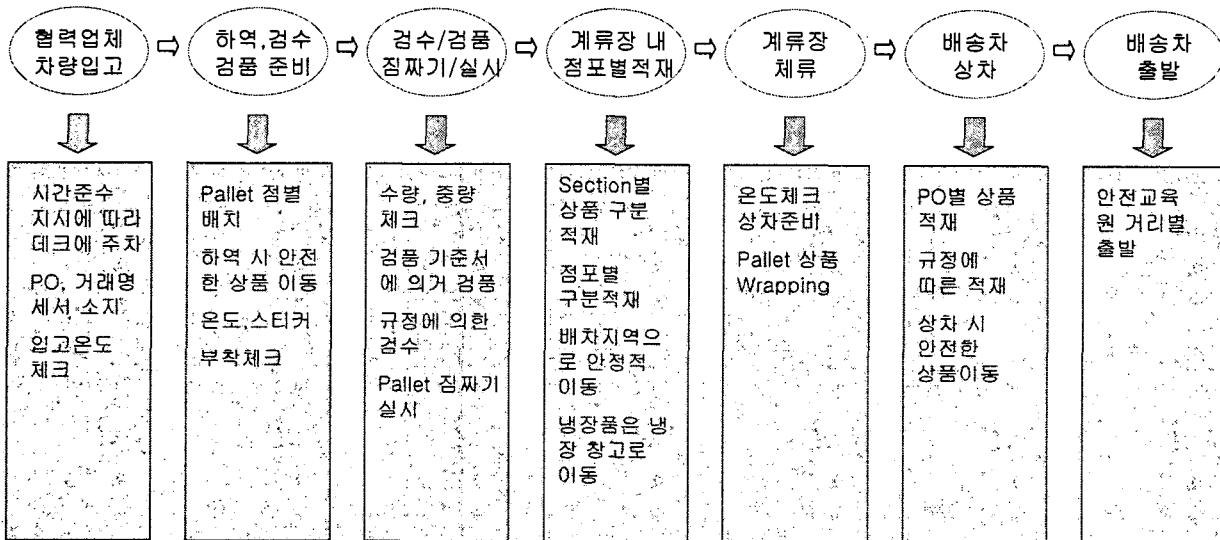 협력업체
차량입고
하역,검수
검품 준비
검수/검품
짐짜기/실시
계류장 내
점포별적재
계류장
체류
배송차
상차
배송차
출발
시간준수
지시에 따라
데크에 주차
PO, 거래명
세서 소지
입고온도
체크
Pallet 점별
배치
하역 시 안전
한 상품 이동
온도,스티커
부착체크
수량, 중량
체크
검품 기준서
에 의거 검품
규정에 의한
검수
Pallet 짐짜기
실시
Section별
상품 구분
적재
점포별
구분적재
배차지역으
로 안정적
이동
냉장품은 냉
장 창고로
이동
온도체크
상차준비
Pallet 상품
Wrapping
PO별 상품
적재
규정에
따른 적재
상차 시
안전한
상품이동
안전교육
원 거리별
출발